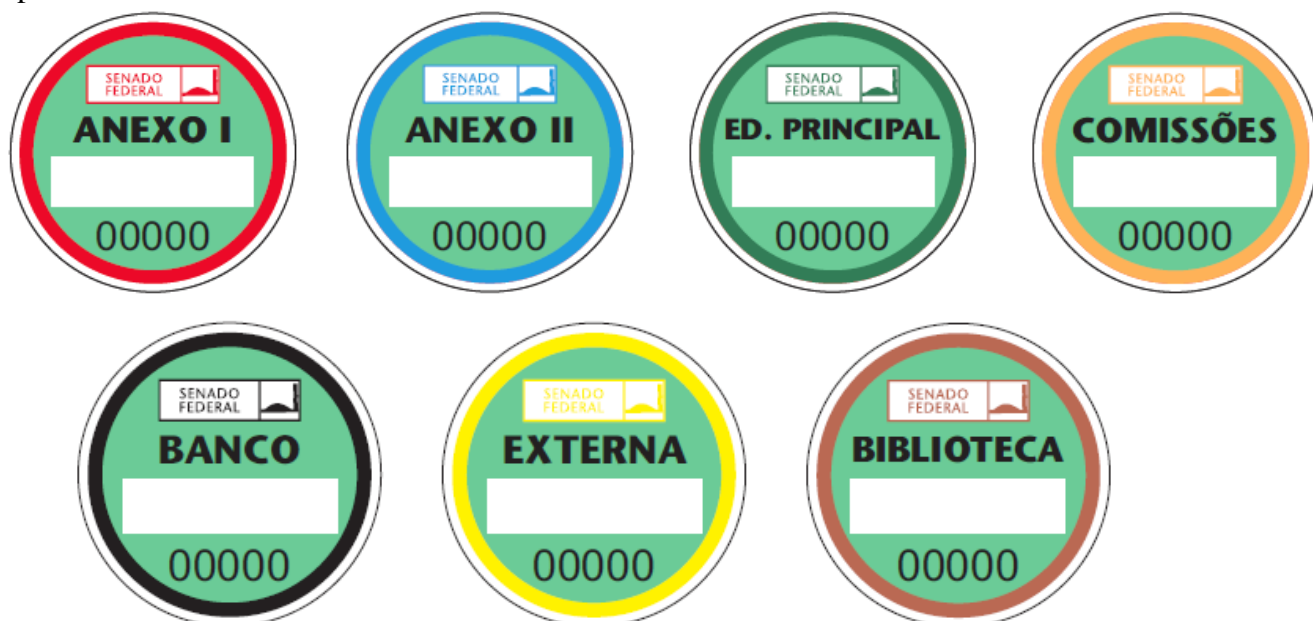 SENADO
FEDERAL
ANEXO I
00000
SENADO
FEDERAL
ANEXO II
00000
SENADO
FEDERAL
ED. PRINCIPAL
00000
SENADO
FEDERAL
COMISSÕES
00000
SENADO
FEDERAL
BANCO
00000
SENADO
FEDERAL
EXTERNA
00000
SENADO
FEDERAL
BIBLIOTECA
00000